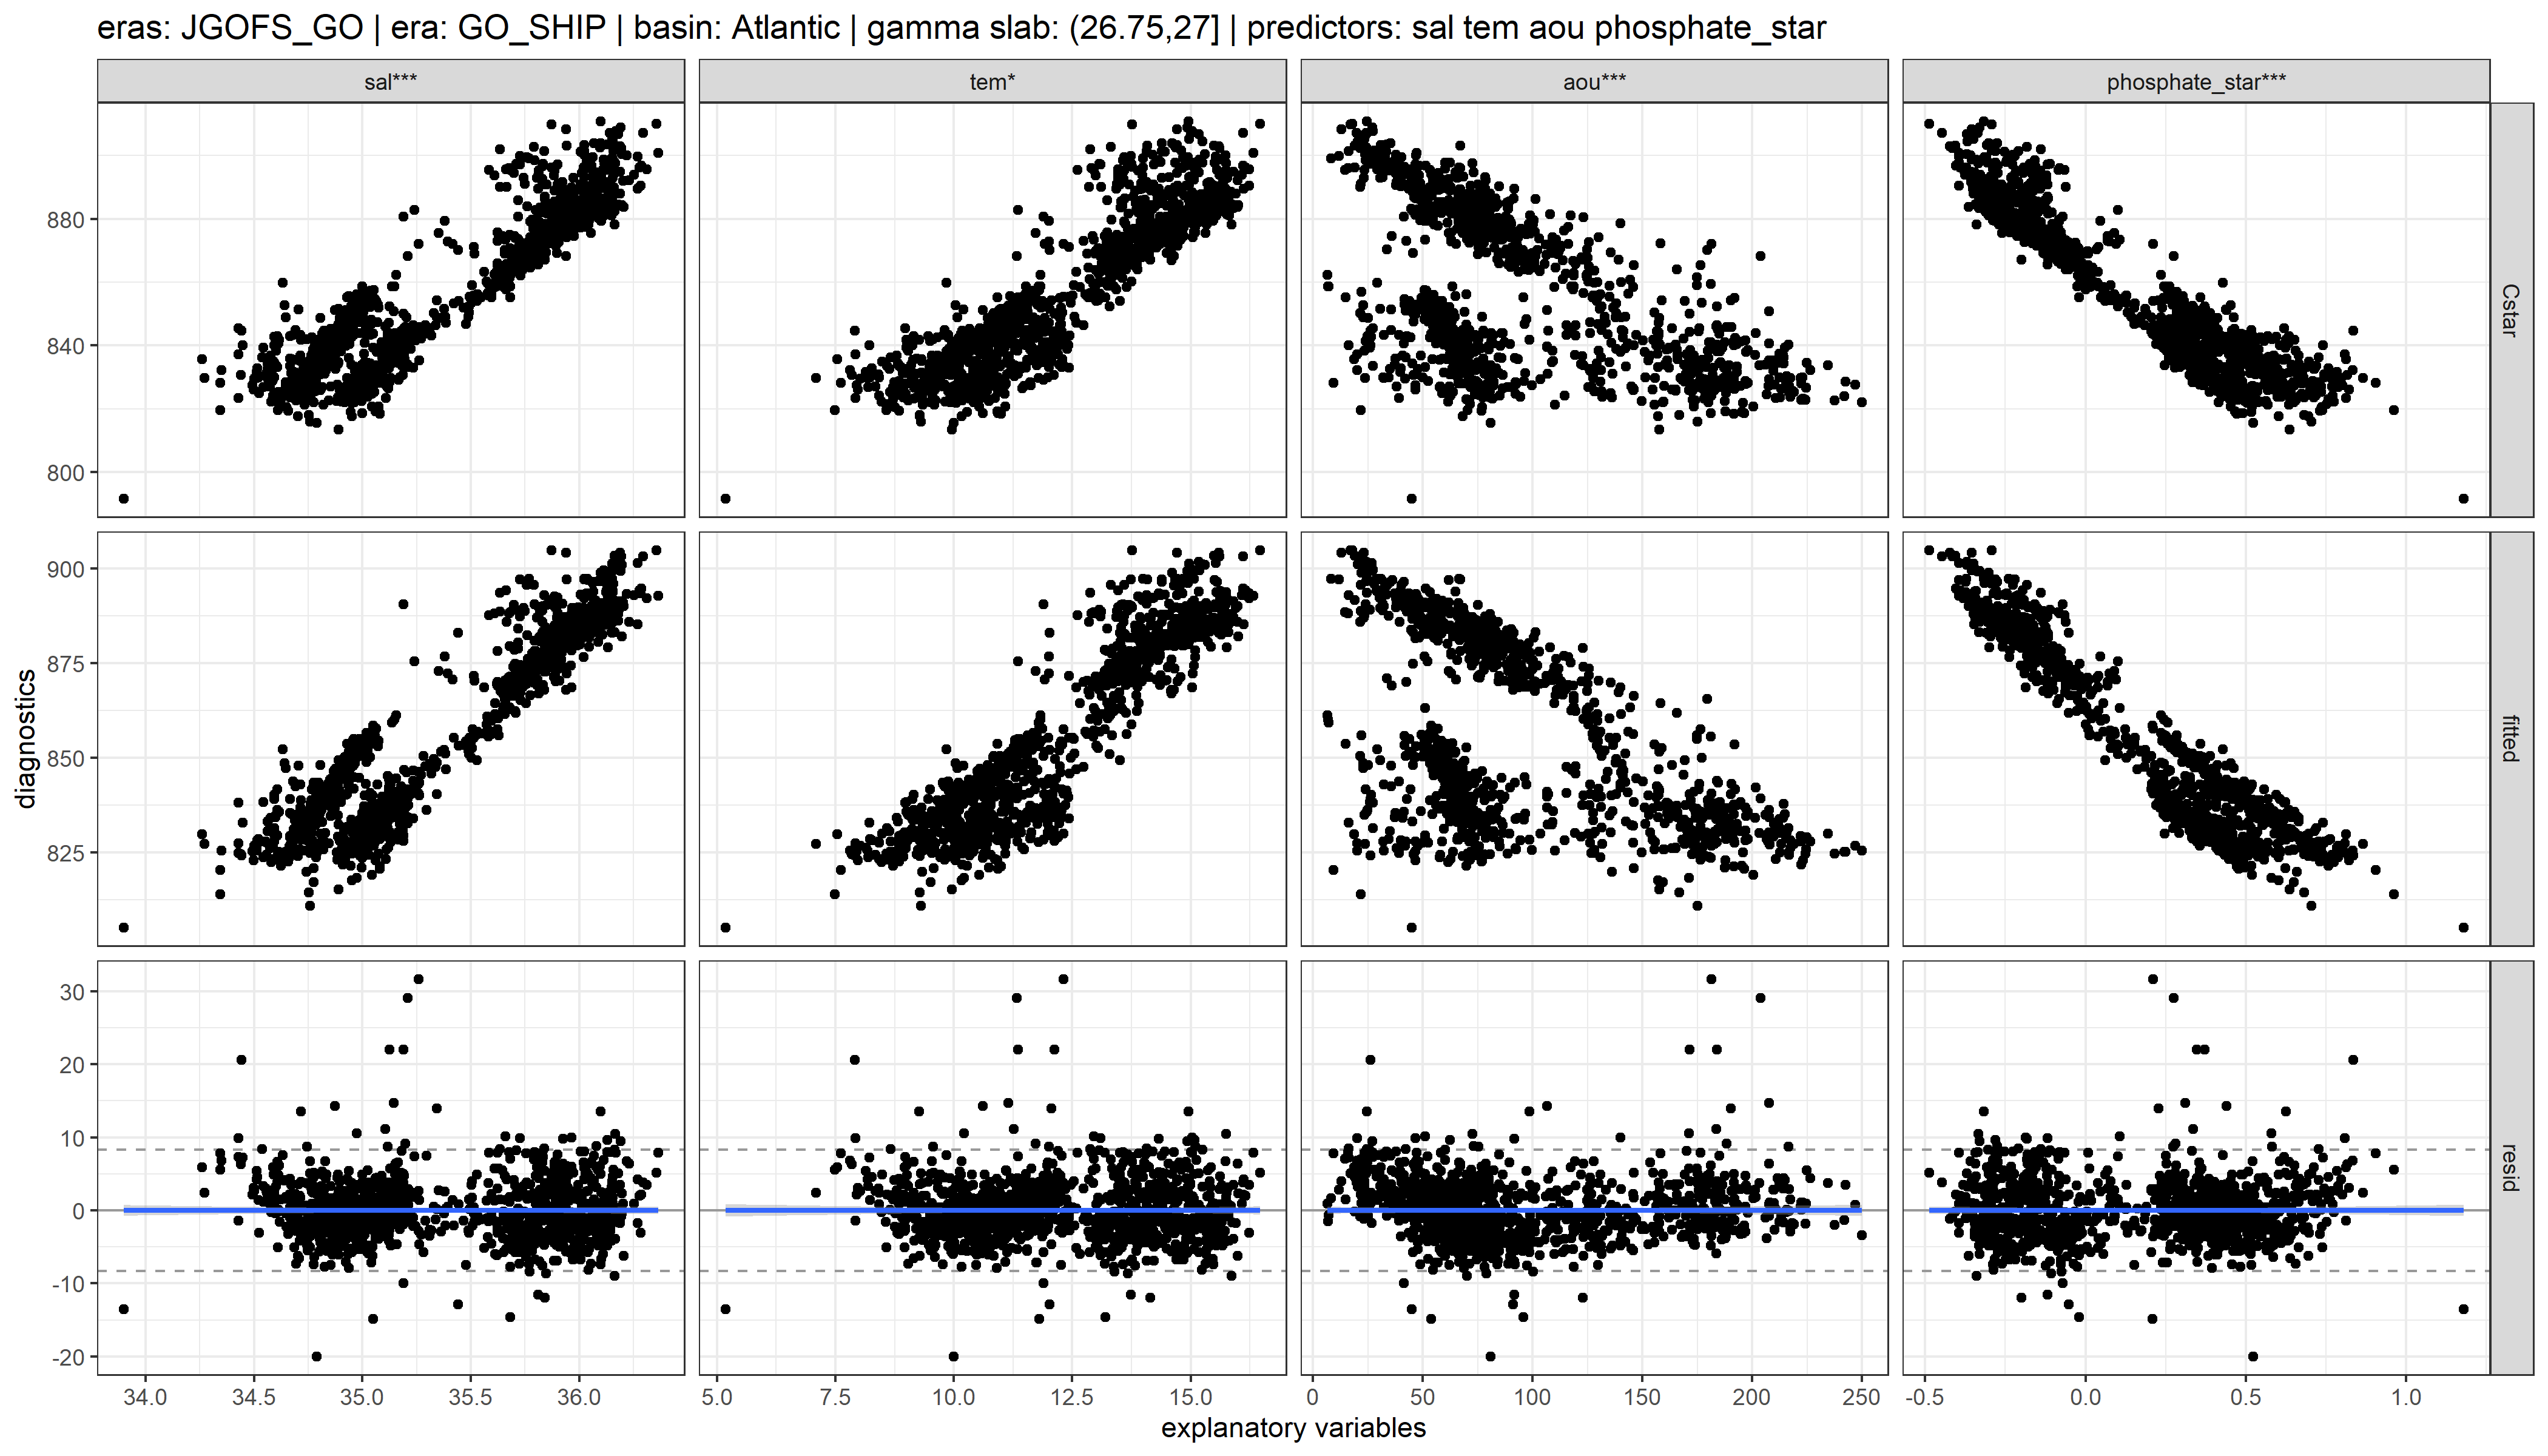 eras: JGOFS_GO | era: GO_SHIP | basin: Atlantic | gamma slab: (26.75,27] | predictors: sal tem aou phosphate_star
sal*** tem* aou*** phosphate_star***
880
840
800
Cstar
900
875
850
825
fitted
diagnostics
30
20
10
0
-10
-20
resid
34.0 34.5 35.0 35.5 36.0 5.0 7.5 10.0 12.5 15.0 0 50 100 150 200 250 -0.5 0.0 0.5 1.0
explanatory variables